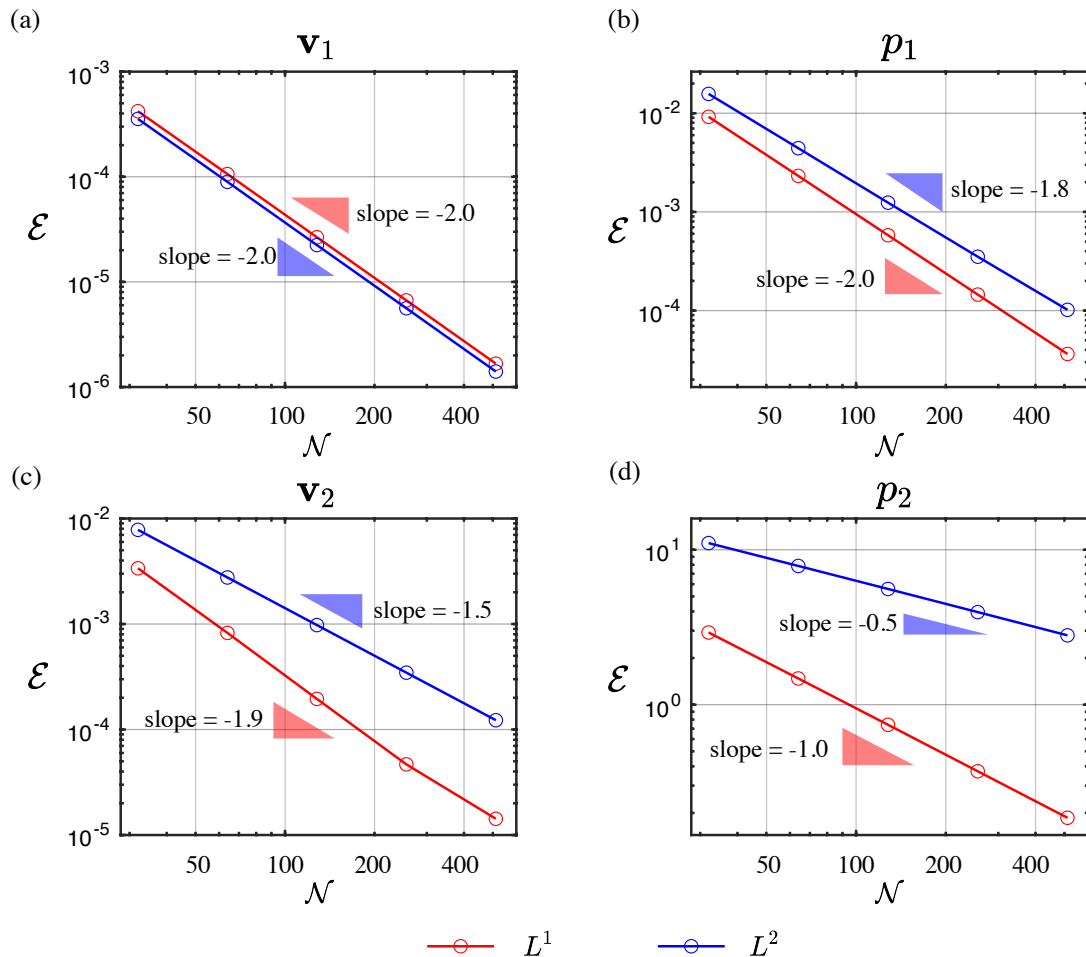 (a)
v₁
10⁻³
10⁻⁴
10⁻⁵
10⁻⁶
ℰ
slope = -2.0
slope = -2.0
50 100 200 400
𝒩
(b)
p₁
10⁻²
10⁻³
10⁻⁴
ℰ
slope = -1.8
slope = -2.0
50 100 200 400
𝒩
(c)
v₂
10⁻²
10⁻³
10⁻⁴
10⁻⁵
ℰ
slope = -1.5
slope = -1.9
50 100 200 400
𝒩
(d)
p₂
10¹
10⁰
ℰ
slope = -0.5
slope = -1.0
50 100 200 400
𝒩
L¹ L²